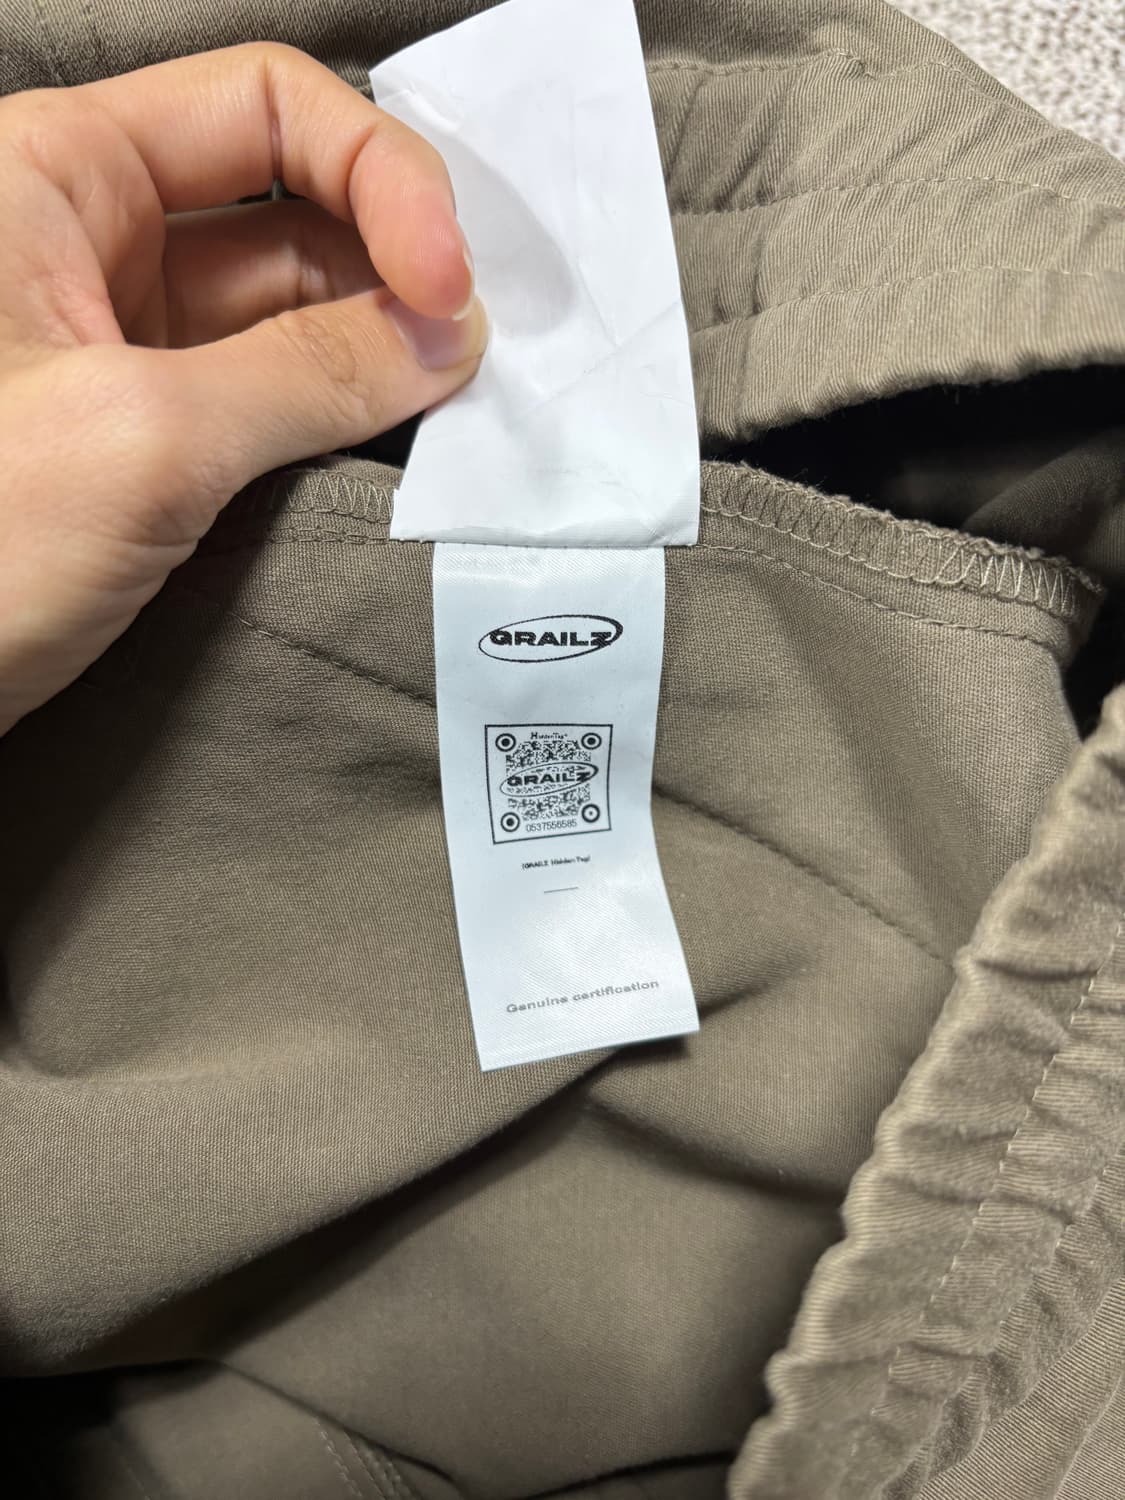 GRAILZ
HiddenTag
GRAILZ
0537556585
[GRAILZ Hidden Tag]
Genuine certification